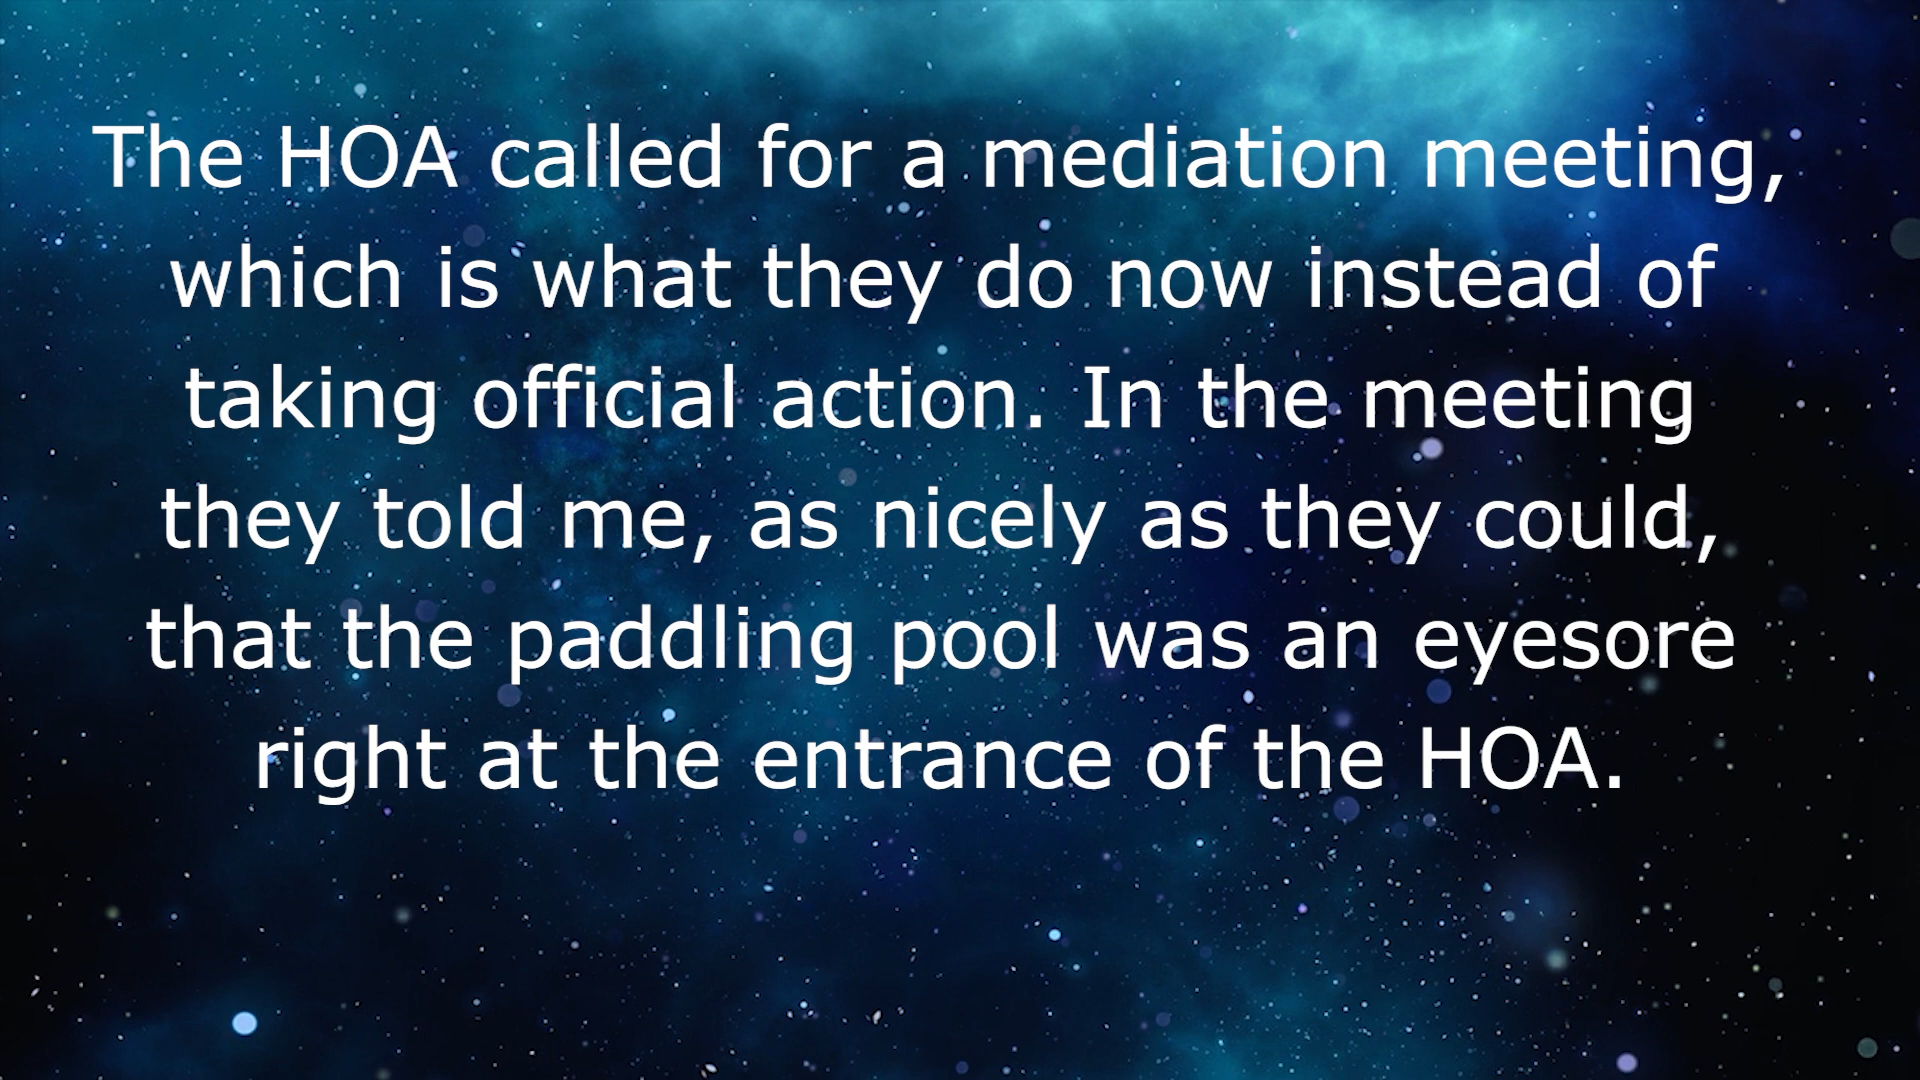 The HOA called for a mediation meeting,
which is what they do now instead of
taking official action. In the meeting
they told me, as nicely as they could,
that the paddling pool was an eyesore
right at the entrance of the HOA.